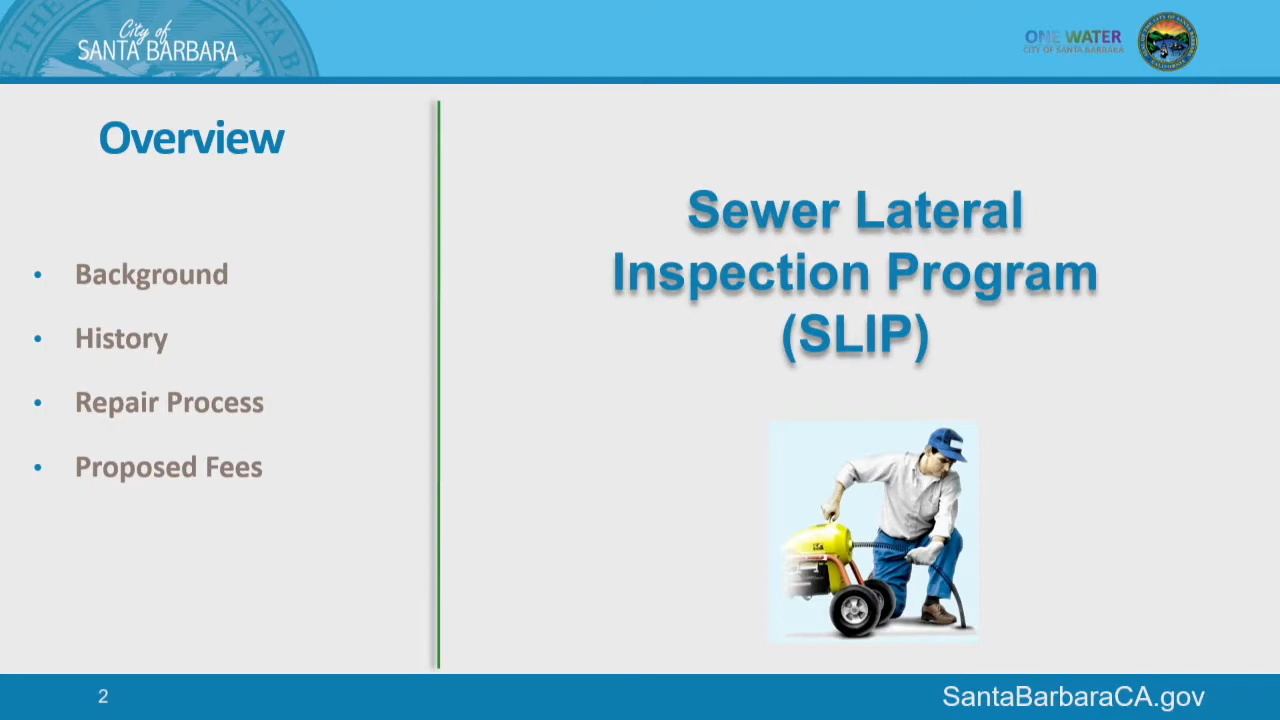 City of
SANTA BARBARA
ONE WATER
CITY OF SANTA BARBARA
Overview
• Background
• History
• Repair Process
• Proposed Fees
Sewer Lateral
Inspection Program
(SLIP)
2
SantaBarbaraCA.gov